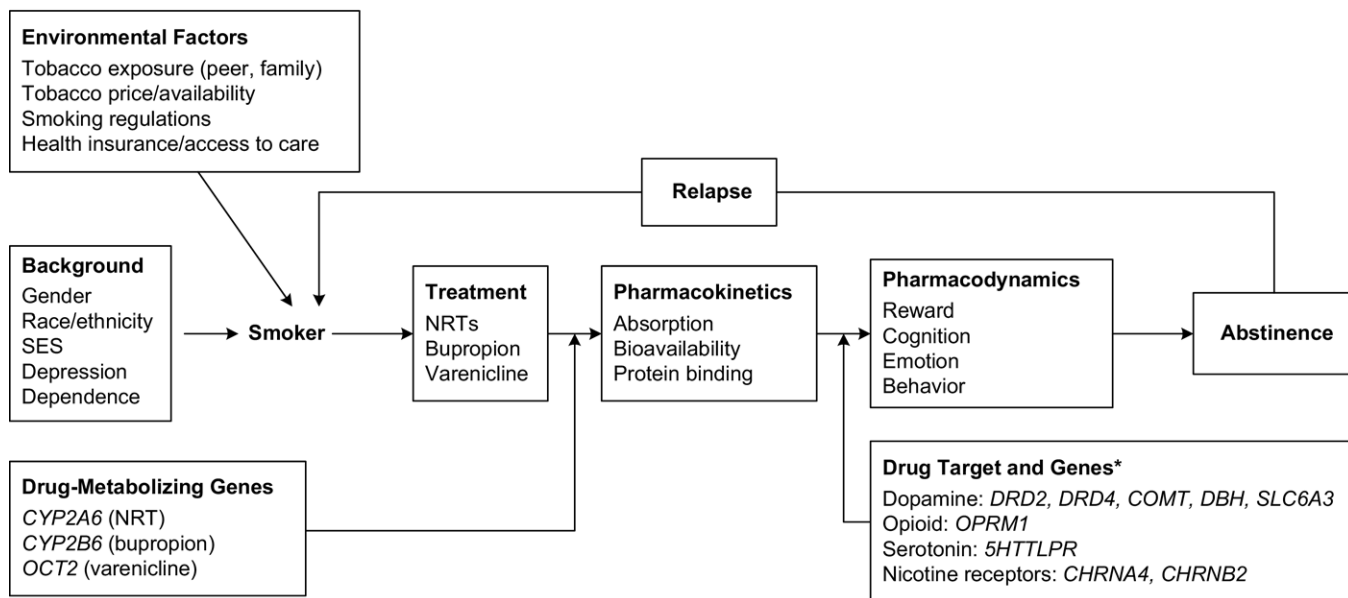 Environmental Factors
Tobacco exposure (peer, family)
Tobacco price/availability
Smoking regulations
Health insurance/access to care
Relapse
Background
Gender
Race/ethnicity
SES
Depression
Dependence
Smoker
Treatment
NRTs
Bupropion
Varenicline
Pharmacokinetics
Absorption
Bioavailability
Protein binding
Pharmacodynamics
Reward
Cognition
Emotion
Behavior
Abstinence
Drug-Metabolizing Genes
CYP2A6 (NRT)
CYP2B6 (bupropion)
OCT2 (varenicline)
Drug Target and Genes*
Dopamine: DRD2, DRD4, COMT, DBH, SLC6A3
Opioid: OPRM1
Serotonin: 5HTTLPR
Nicotine receptors: CHRNA4, CHRNB2